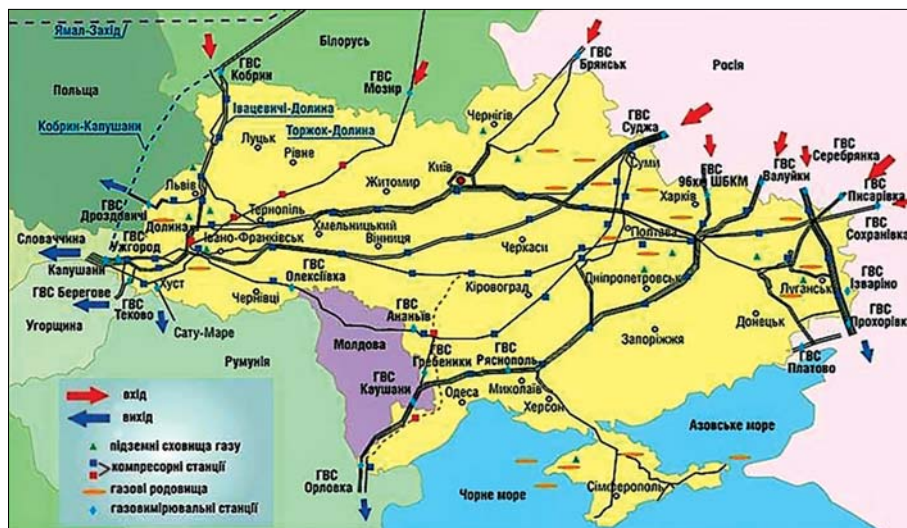 Ямал-Захід
Білорусь
ГВС
Кобрин
ГВС
Мозир
ГВС
Брянськ
Росія
Польща
Івацевичі-Долина
Чернігів
ГВС
Суджа
Кобрин-Капушани
Луцьк
Рівне
Торжок-Долина
Київ
Суми
ГВС
96км ШБКМ
ГВС
Валуйки
ГВС
Серебрянка
ГВС
Писарівка
Житомир
Харків
Львів
ГВС
Дроздовичі
Тернопіль
ГВС
Сохранівка
Долина
Словаччина
ГВС
Ужгород
Івано-Франківськ
Хмельницький
Вінниця
Черкаси
Полтава
Капушани
ГВС Олексіївка
Дніпропетровськ
Луганськ
ГВС
Ізваріно
ГВС Берегове
Хуст
Чернівці
Кіровоград
ГВС
Теково
ГВС
Ананьїв
Донецьк
ГВС
Прохорівка
Угорщина
Сату-Маре
Молдова
Запоріжжя
ГВС
Платово
Румунія
ГВС
Гребеники
ГВС
Ряснополь
ГВС
Каушани
Одеса
Миколаїв
Херсон
вхід
вихід
Азовське море
підземні сховища газу
компресорні станції
газові родовища
газовимірювальні станції
ГВС
Орловка
Чорне море
Сімферополь